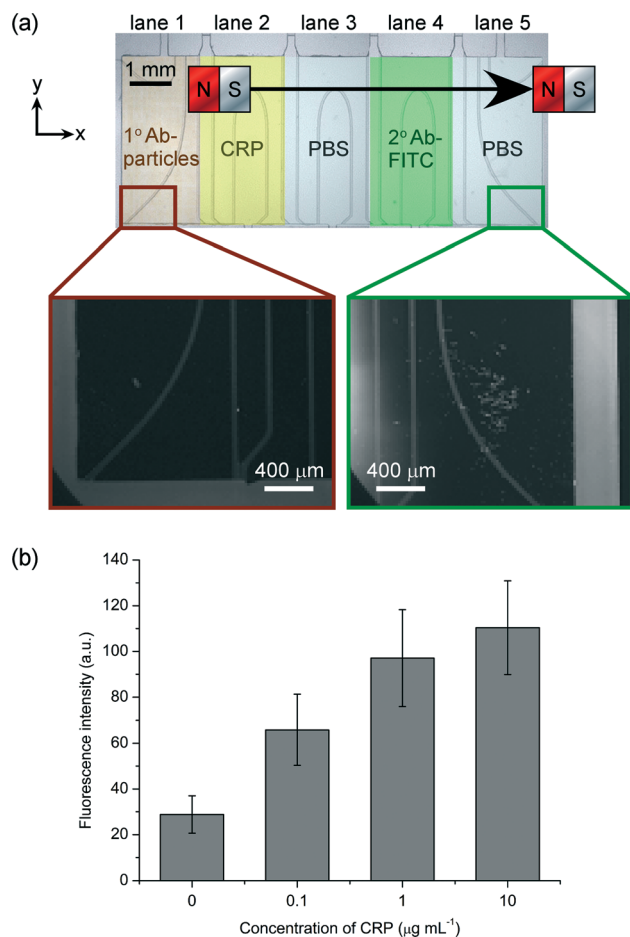 (a)
lane 1 lane 2 lane 3 lane 4 lane 5
1 mm
N S
N S
y
x
1° Ab-
particles
CRP
PBS
2° Ab-
FITC
PBS
400 μm
400 μm
(b)
140
120
100
80
60
40
20
0
Fluorescence intensity (a.u.)
0 0.1 1 10
Concentration of CRP (μg mL⁻¹)